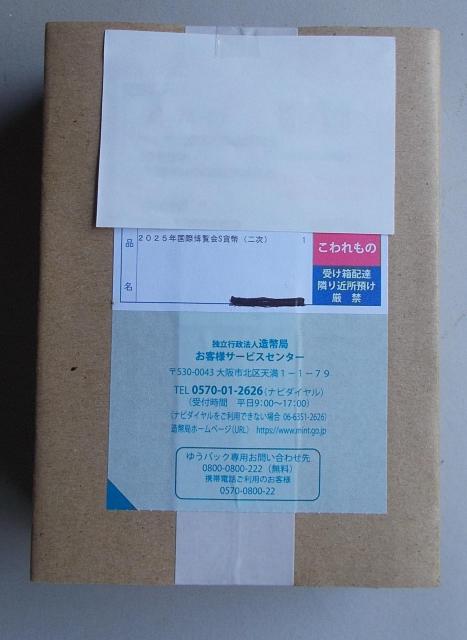 品名
2025年国際博覧会S貨幣（二次） 1
こわれもの
受け箱配達
隣り近所預け
厳 禁
独立行政法人造幣局
お客様サービスセンター
〒530-0043 大阪市北区天満1-1-79
TEL 0570-01-2626（ナビダイヤル）
（受付時間 平日9:00〜17:00）
（ナビダイヤルをご利用できない場合 06-6351-2626）
造幣局ホームページ（URL） https://www.mint.go.jp
ゆうパック専用お問い合わせ先
0800-0800-222（無料）
携帯電話ご利用のお客様
0570-0800-22